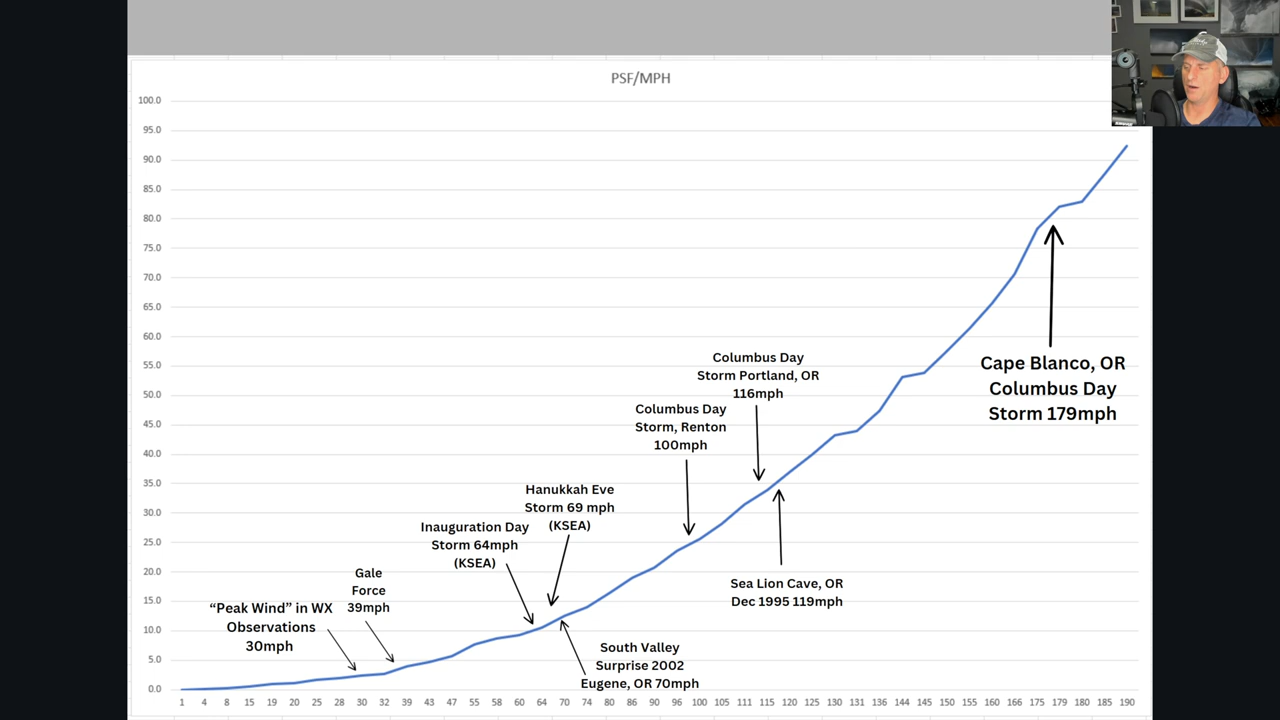 PSF/MPH
100.0
95.0
90.0
85.0
80.0
75.0
70.0
65.0
60.0
55.0
50.0
45.0
40.0
35.0
30.0
25.0
20.0
15.0
10.0
5.0
0.0
Cape Blanco, OR
Columbus Day
Storm 179mph
Columbus Day
Storm Portland, OR
116mph
Columbus Day
Storm, Renton
100mph
Hanukkah Eve
Storm 69 mph
(KSEA)
Inauguration Day
Storm 64mph
(KSEA)
Gale
Force
39mph
“Peak Wind” in WX
Observations
30mph
Sea Lion Cave, OR
Dec 1995 119mph
South Valley
Surprise 2002
Eugene, OR 70mph
1 4 8 15 19 20 25 28 30 32 39 43 47 55 58 60 64 70 74 80 86 90 96 100 105 111 115 120 125 130 131 136 144 145 150 155 160 166 175 179 180 185 190